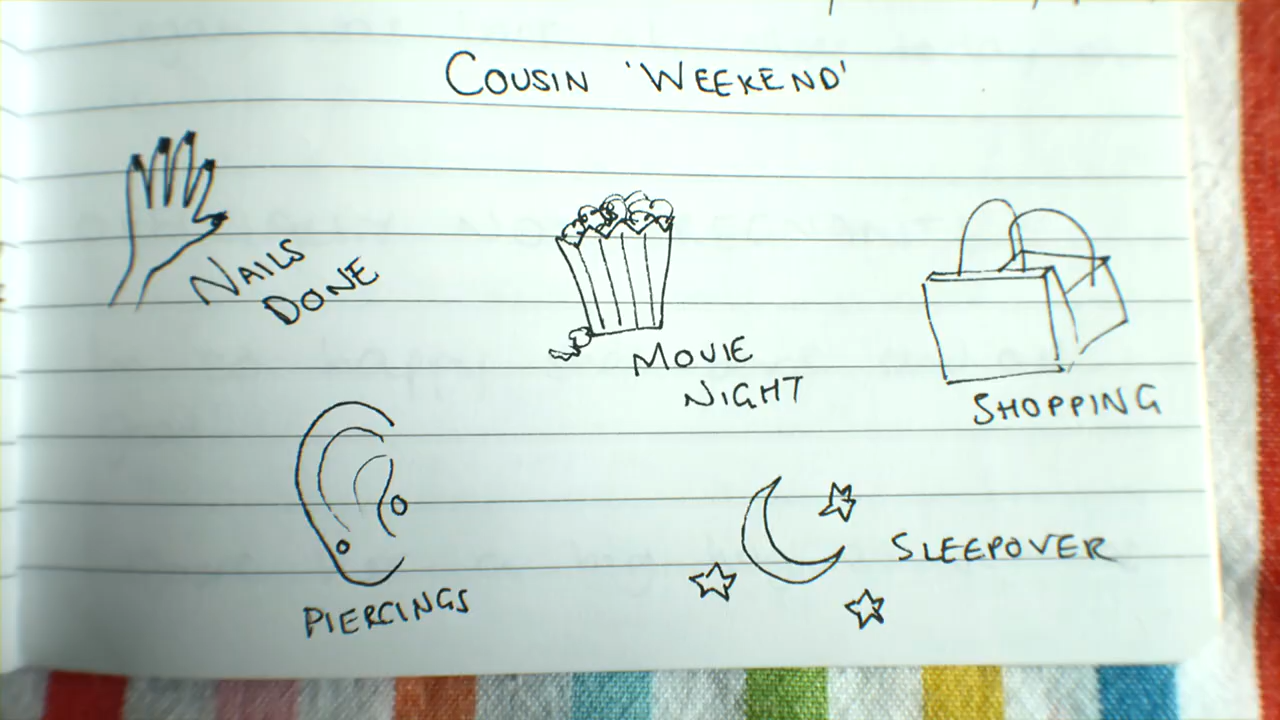 COUSIN 'WEEKEND'
NAILS
DONE
MOVIE
NIGHT
SHOPPING
PIERCINGS
SLEEPOVER